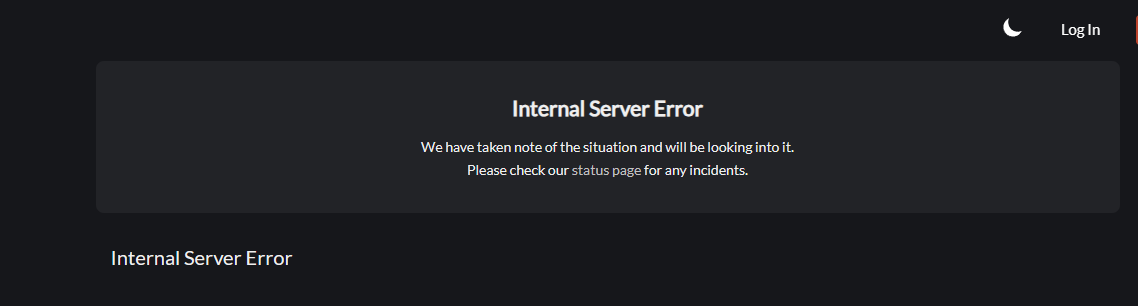 Log In
Internal Server Error
We have taken note of the situation and will be looking into it.
Please check our status page for any incidents.
Internal Server Error